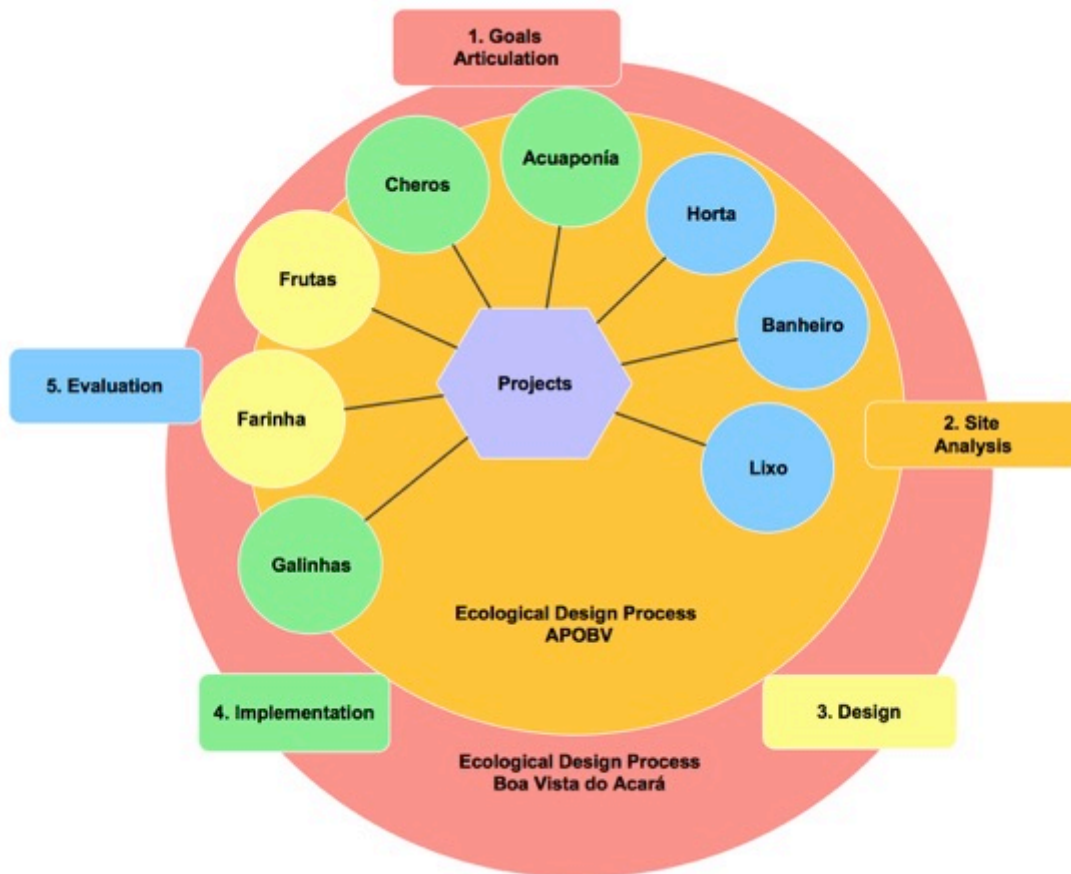 1. Goals
Articulation
Acuaponía
Cheros
Horta
Frutas
Banheiro
Projects
5. Evaluation
Farinha
2. Site
Analysis
Lixo
Galinhas
Ecological Design Process
APOBV
4. Implementation
3. Design
Ecological Design Process
Boa Vista do Acará